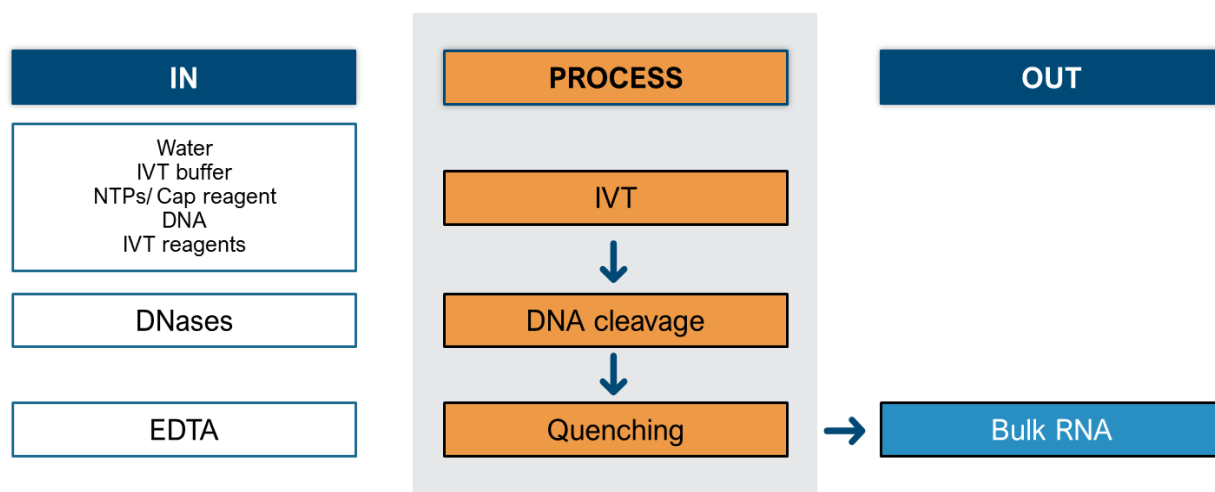 IN
PROCESS
OUT
Water
IVT buffer
NTPs/ Cap reagent
DNA
IVT reagents
IVT
DNases
DNA cleavage
EDTA
Quenching
Bulk RNA